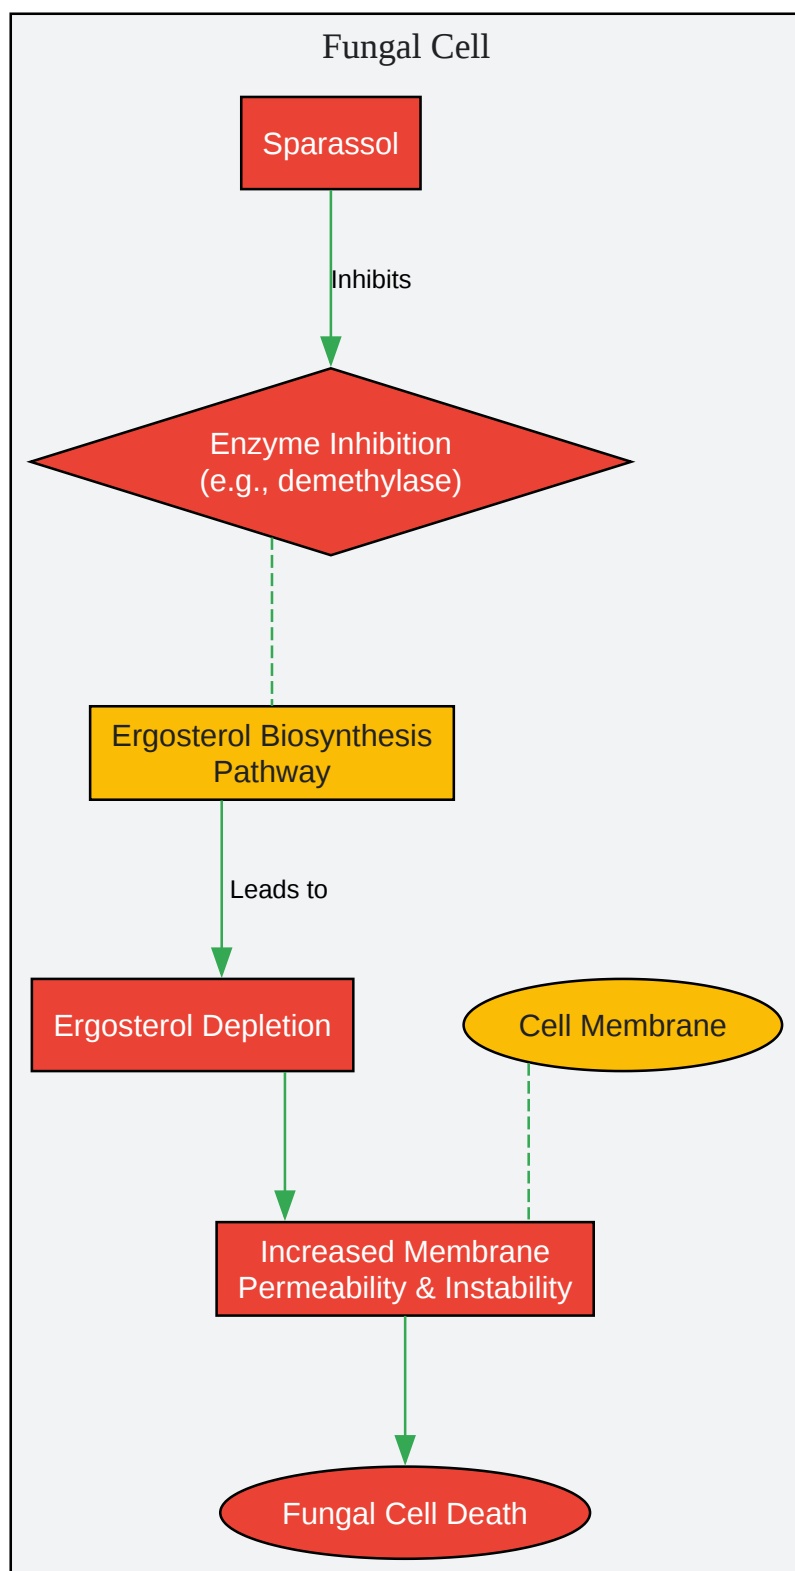 Fungal Cell
Sparassol
Inhibits
Enzyme Inhibition
(e.g., demethylase)
Ergosterol Biosynthesis
Pathway
Leads to
Ergosterol Depletion
Cell Membrane
Increased Membrane
Permeability & Instability
Fungal Cell Death